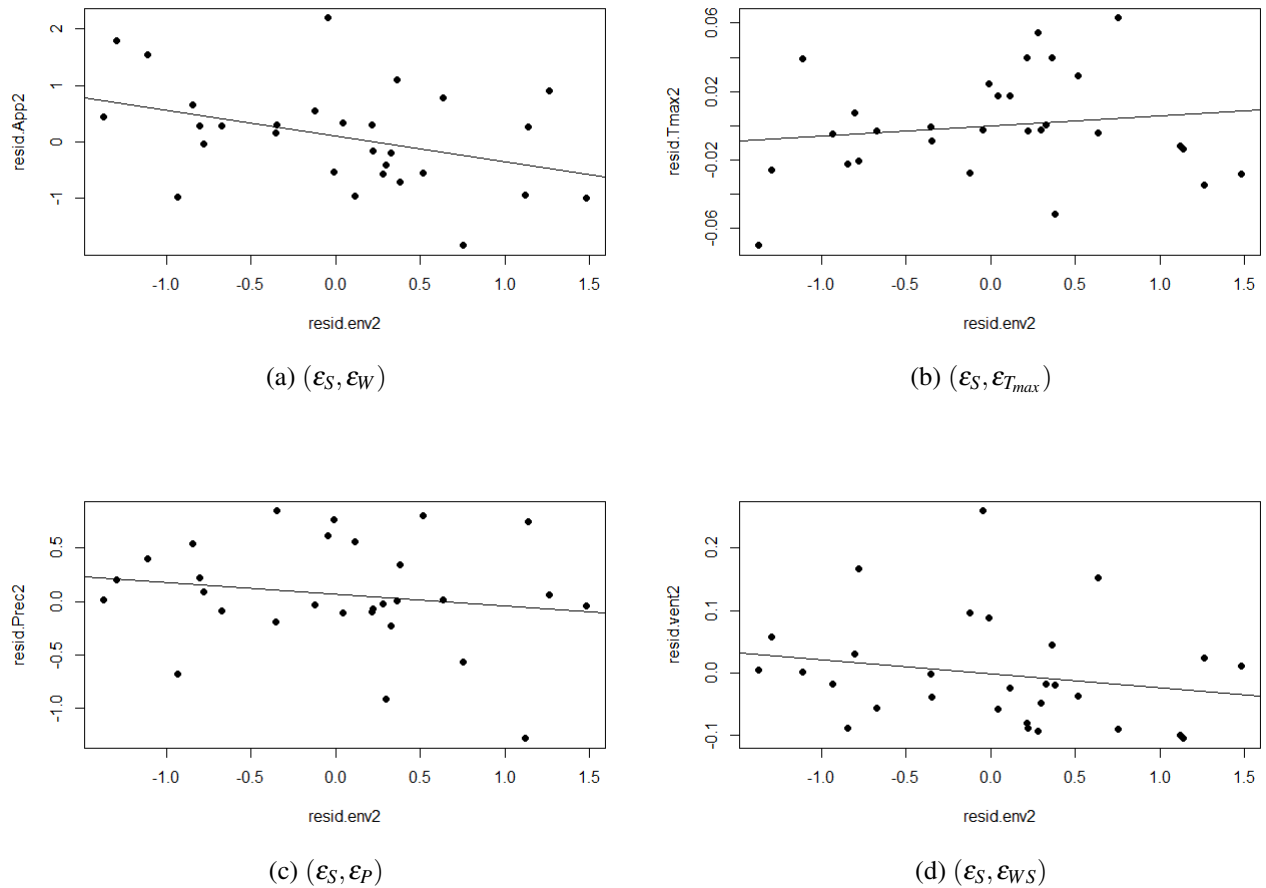 2
1
0
-1
resid.App2
-1.0 -0.5 0.0 0.5 1.0 1.5
resid.env2
(a) (εS, εW)
0.06
0.02
-0.02
-0.06
resid.Tmax2
-1.0 -0.5 0.0 0.5 1.0 1.5
resid.env2
(b) (εS, εTmax)
0.5
0.0
-0.5
-1.0
resid.Prec2
-1.0 -0.5 0.0 0.5 1.0 1.5
resid.env2
(c) (εS, εP)
0.2
0.1
0.0
-0.1
resid.vent2
-1.0 -0.5 0.0 0.5 1.0 1.5
resid.env2
(d) (εS, εWS)